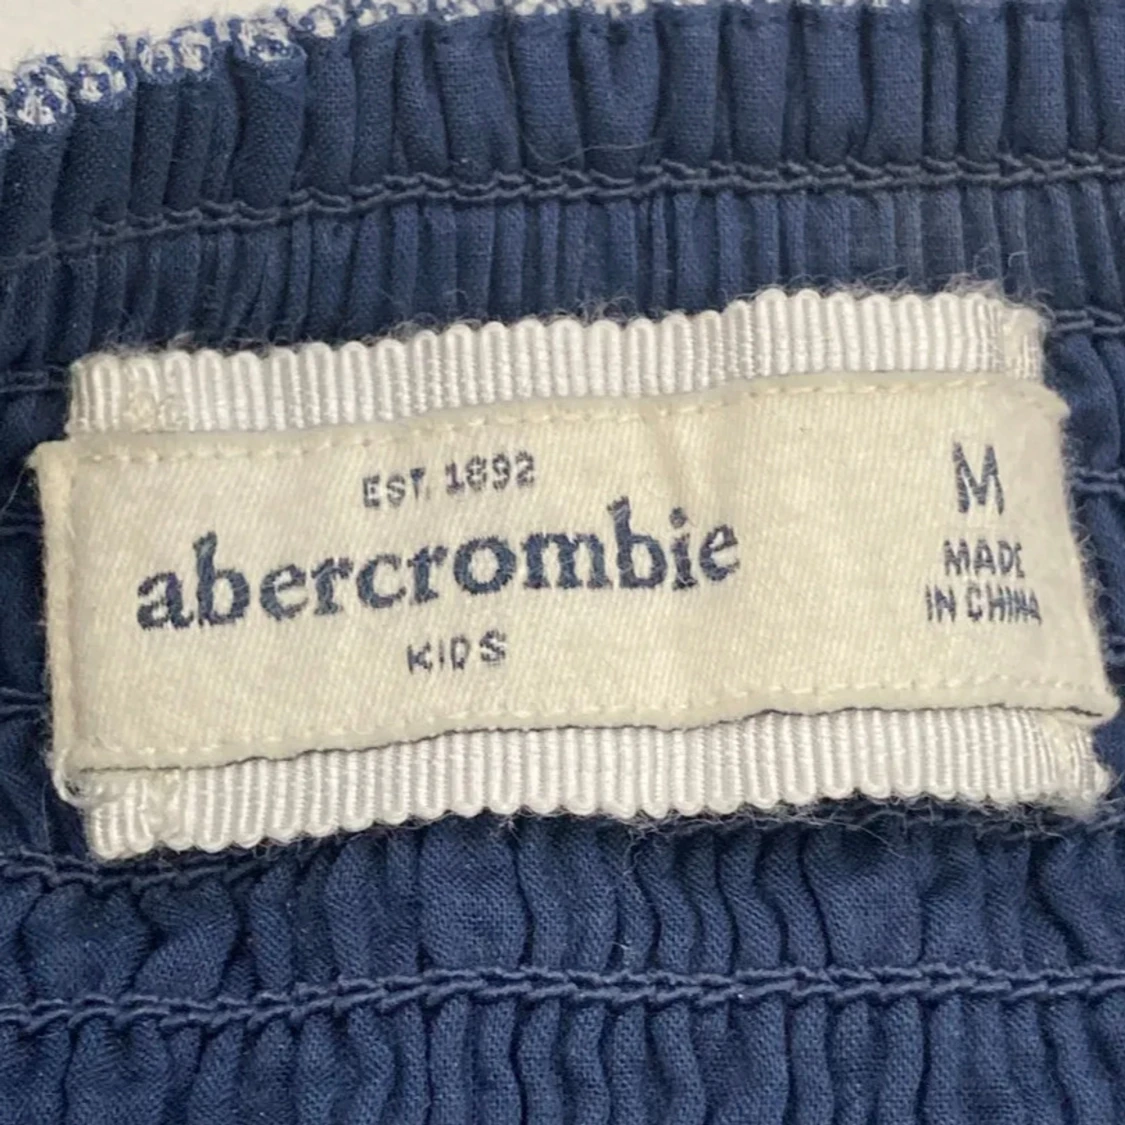 EST. 1892
abercrombie
KIDS
M
MADE
IN CHINA